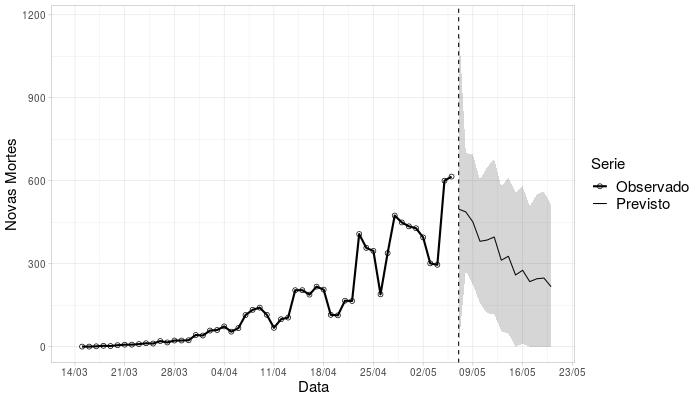 1200
900
600
300
0
Novas Mortes
14/03 21/03 28/03 04/04 11/04 18/04 25/04 02/05 09/05 16/05 23/05
Data
Serie
Observado
Previsto